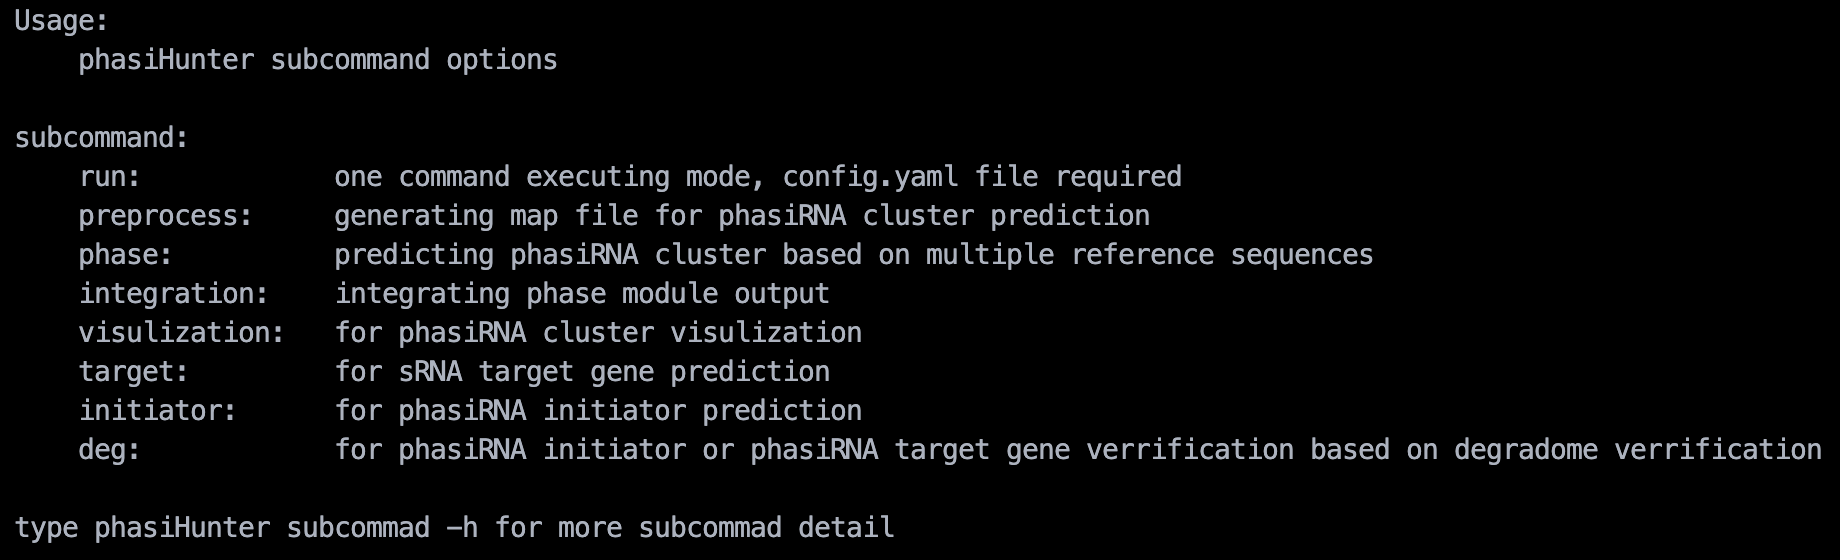 Usage:
    phasiHunter subcommand options

subcommand:
    run:            one command executing mode, config.yaml file required
    preprocess:     generating map file for phasiRNA cluster prediction
    phase:          predicting phasiRNA cluster based on multiple reference sequences
    integration:    integrating phase module output
    visulization:   for phasiRNA cluster visulization
    target:         for sRNA target gene prediction
    initiator:      for phasiRNA initiator prediction
    deg:            for phasiRNA initiator or phasiRNA target gene verrification based on degradome verrification

type phasiHunter subcommad -h for more subcommad detail